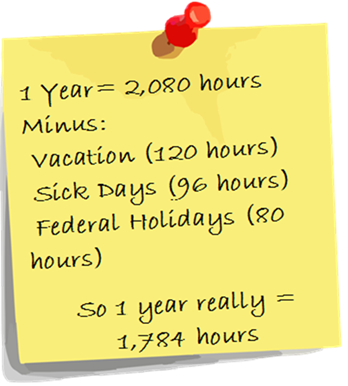 1 Year= 2,080 hours
Minus:
Vacation (120 hours)
Sick Days (96 hours)
Federal Holidays (80
hours)
So 1 year really =
1,784 hours